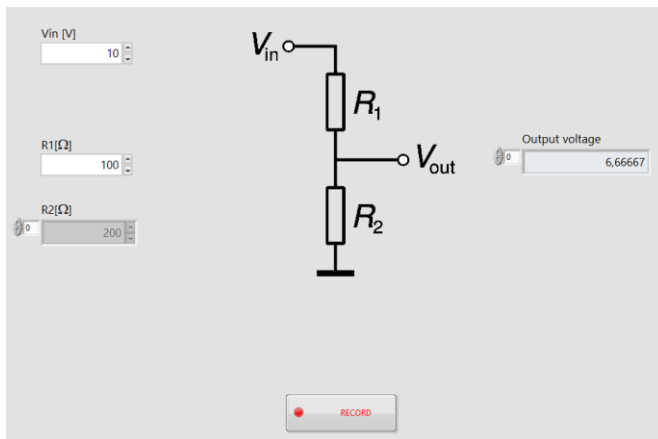 Vin [V]
10
R1[Ω]
100
R2[Ω]
0
200
Vin
R1
Vout
R2
Output voltage
0
6,66667
RECORD